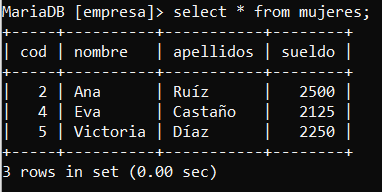 MariaDB [empresa]> select * from mujeres;
+-----+----------+-----------+--------+
| cod | nombre   | apellidos | sueldo |
+-----+----------+-----------+--------+
|   2 | Ana      | Ruíz      |   2500 |
|   4 | Eva      | Castaño   |   2125 |
|   5 | Victoria | Díaz      |   2250 |
+-----+----------+-----------+--------+
3 rows in set (0.00 sec)